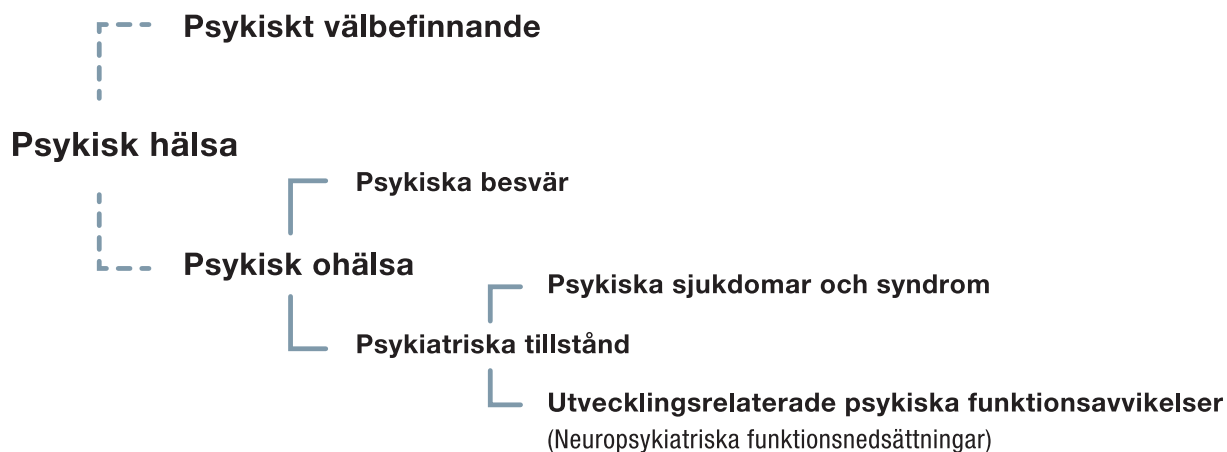 Psykiskt välbefinnande
Psykisk hälsa
Psykiska besvär
Psykisk ohälsa
Psykiska sjukdomar och syndrom
Psykiatriska tillstånd
Utvecklingsrelaterade psykiska funktionsavvikelser
(Neuropsykiatriska funktionsnedsättningar)